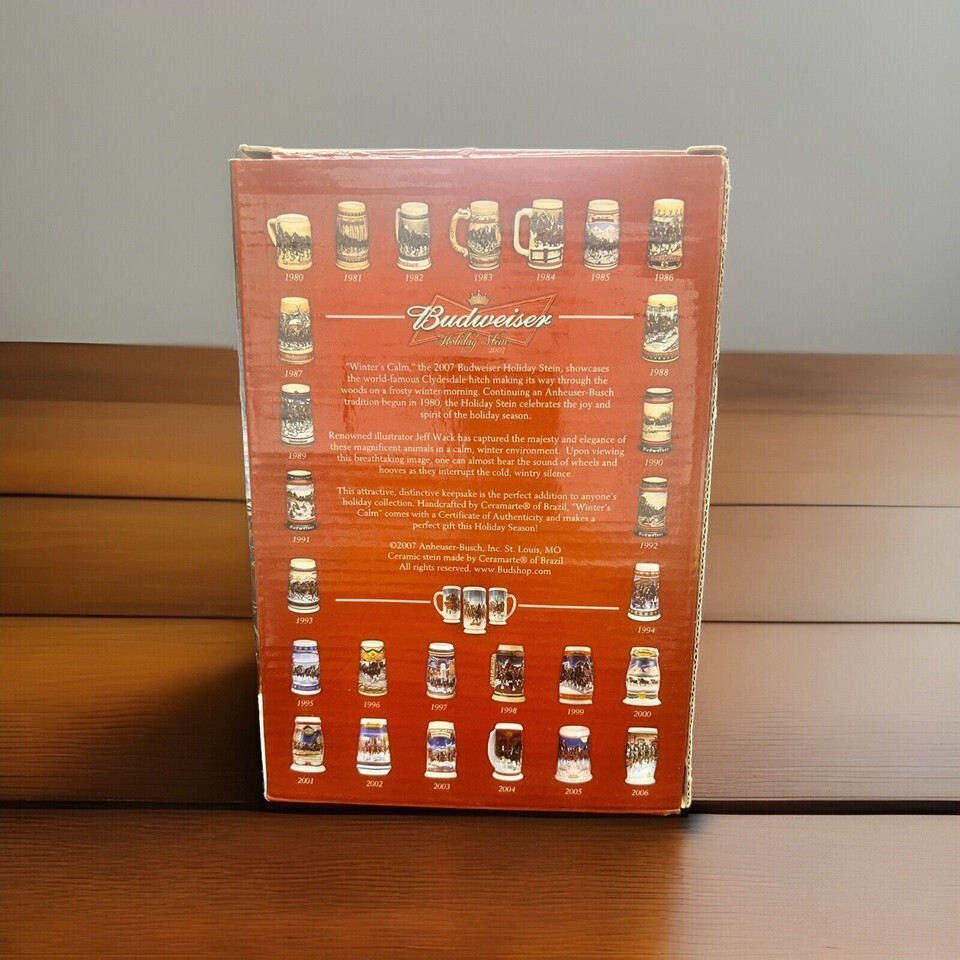 1980 1981 1982 1983 1984 1985 1986
Budweiser
Holiday Stein
2007
1987 1988
"Winter's Calm," the 2007 Budweiser Holiday Stein, showcases
the world-famous Clydesdale hitch making its way through the
woods on a frosty winter morning. Continuing an Anheuser-Busch
tradition begun in 1980, the Holiday Stein celebrates the joy and
spirit of the holiday season.
1989 1990
Renowned illustrator Jeff Wack has captured the majesty and elegance of
these magnificent animals in a calm, winter environment. Upon viewing
this breathtaking image, one can almost hear the sound of wheels and
hooves as they interrupt the cold, wintry silence.
This attractive, distinctive keepsake is the perfect addition to anyone's
holiday collection. Handcrafted by Ceramarte® of Brazil, "Winter's
Calm" comes with a Certificate of Authenticity and makes a
perfect gift this Holiday Season!
1991 1992
©2007 Anheuser-Busch, Inc. St. Louis, MO
Ceramic stein made by Ceramarte® of Brazil
All rights reserved. www.Budshop.com
1993 1994
1995 1996 1997 1998 1999 2000
2001 2002 2003 2004 2005 2006